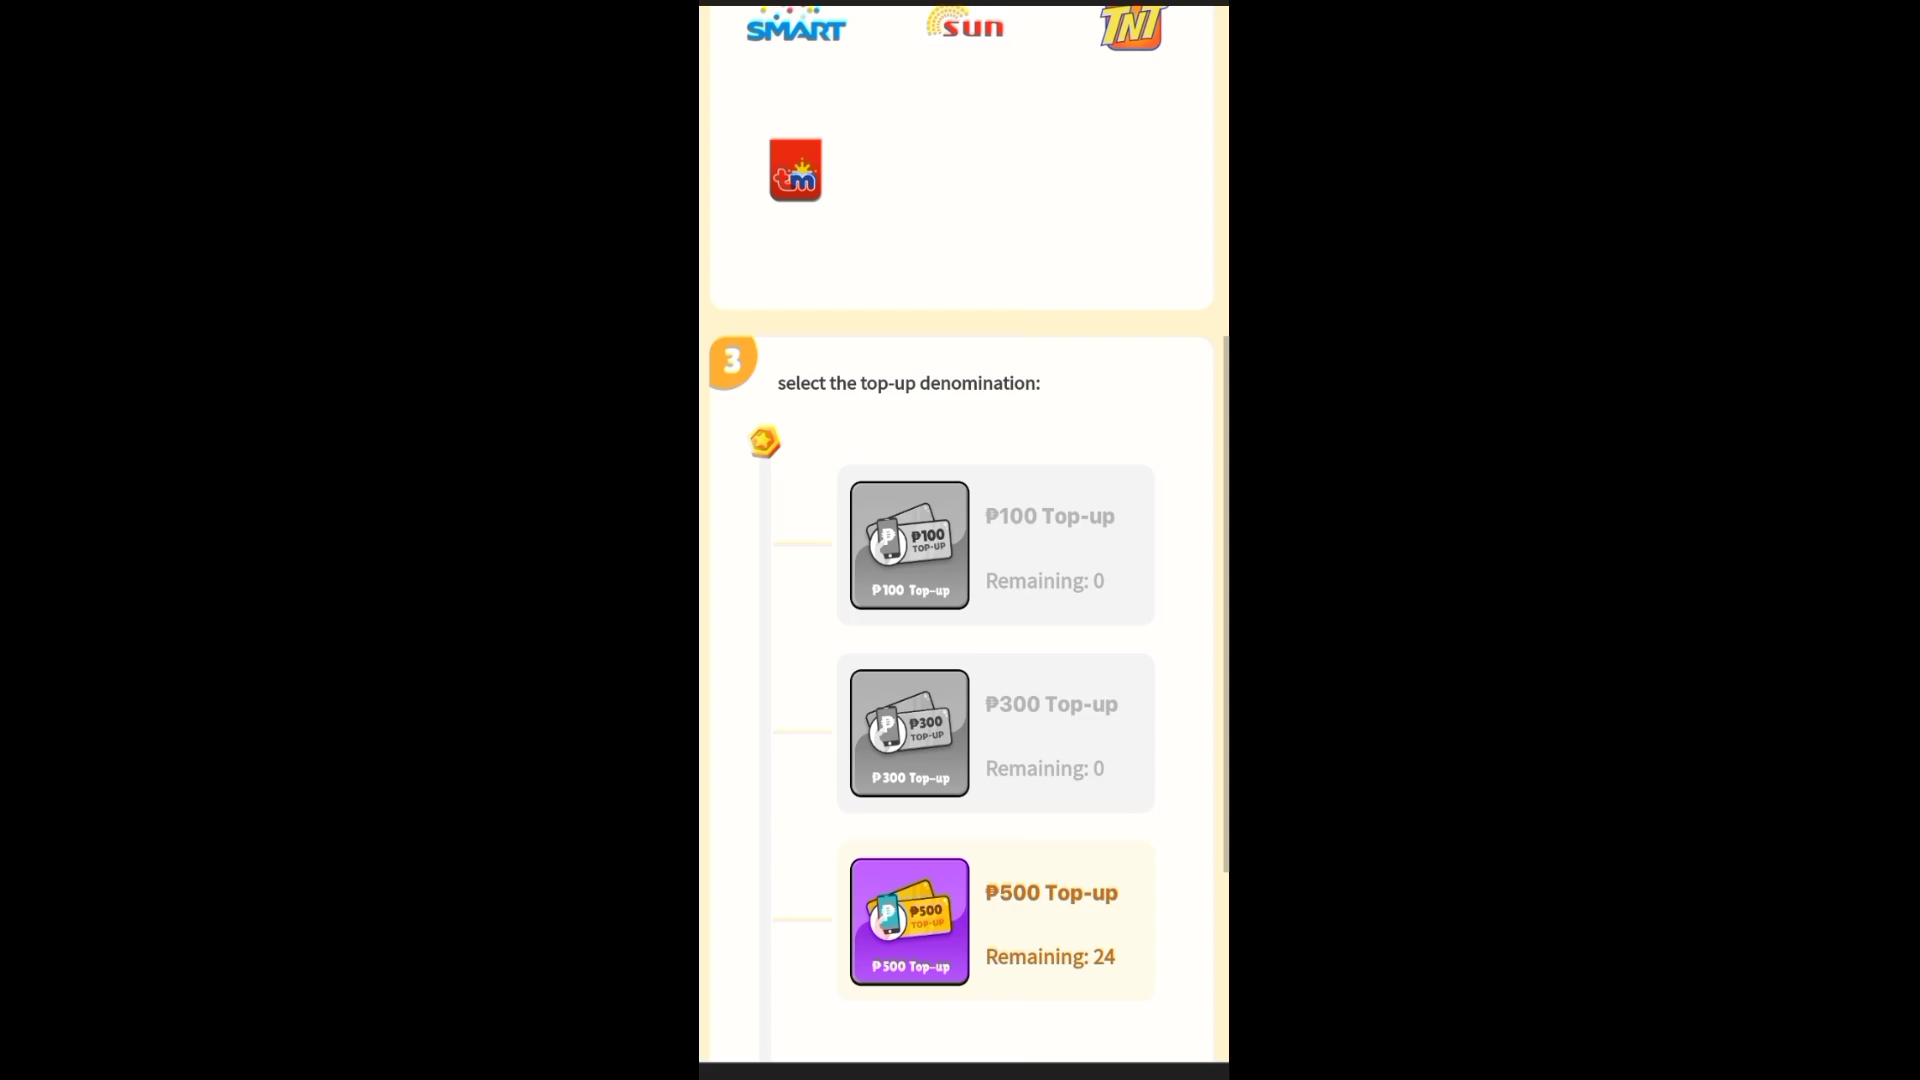 SMART
sun
TNT
tm
3
select the top-up denomination:
₱100
TOP-UP
₱100 Top-up
₱100 Top-up
Remaining: 0
₱300
TOP-UP
₱300 Top-up
₱300 Top-up
Remaining: 0
₱500
TOP-UP
₱500 Top-up
₱500 Top-up
Remaining: 24